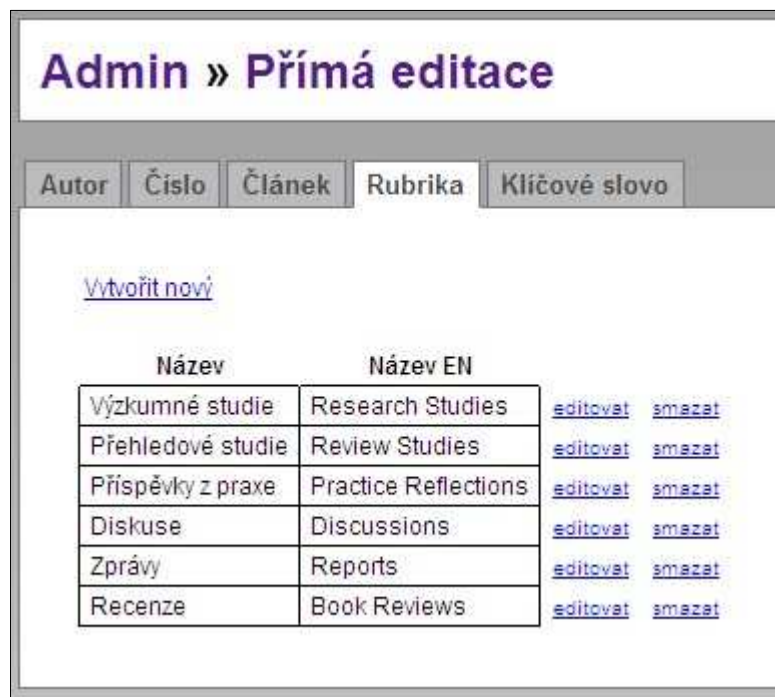 Admin » Přímá editace
Autor Číslo Článek Rubrika Klíčové slovo
Vytvořit nový
Název Název EN
Výzkumné studie Research Studies editovat smazat
Přehledové studie Review Studies editovat smazat
Příspěvky z praxe Practice Reflections editovat smazat
Diskuse Discussions editovat smazat
Zprávy Reports editovat smazat
Recenze Book Reviews editovat smazat